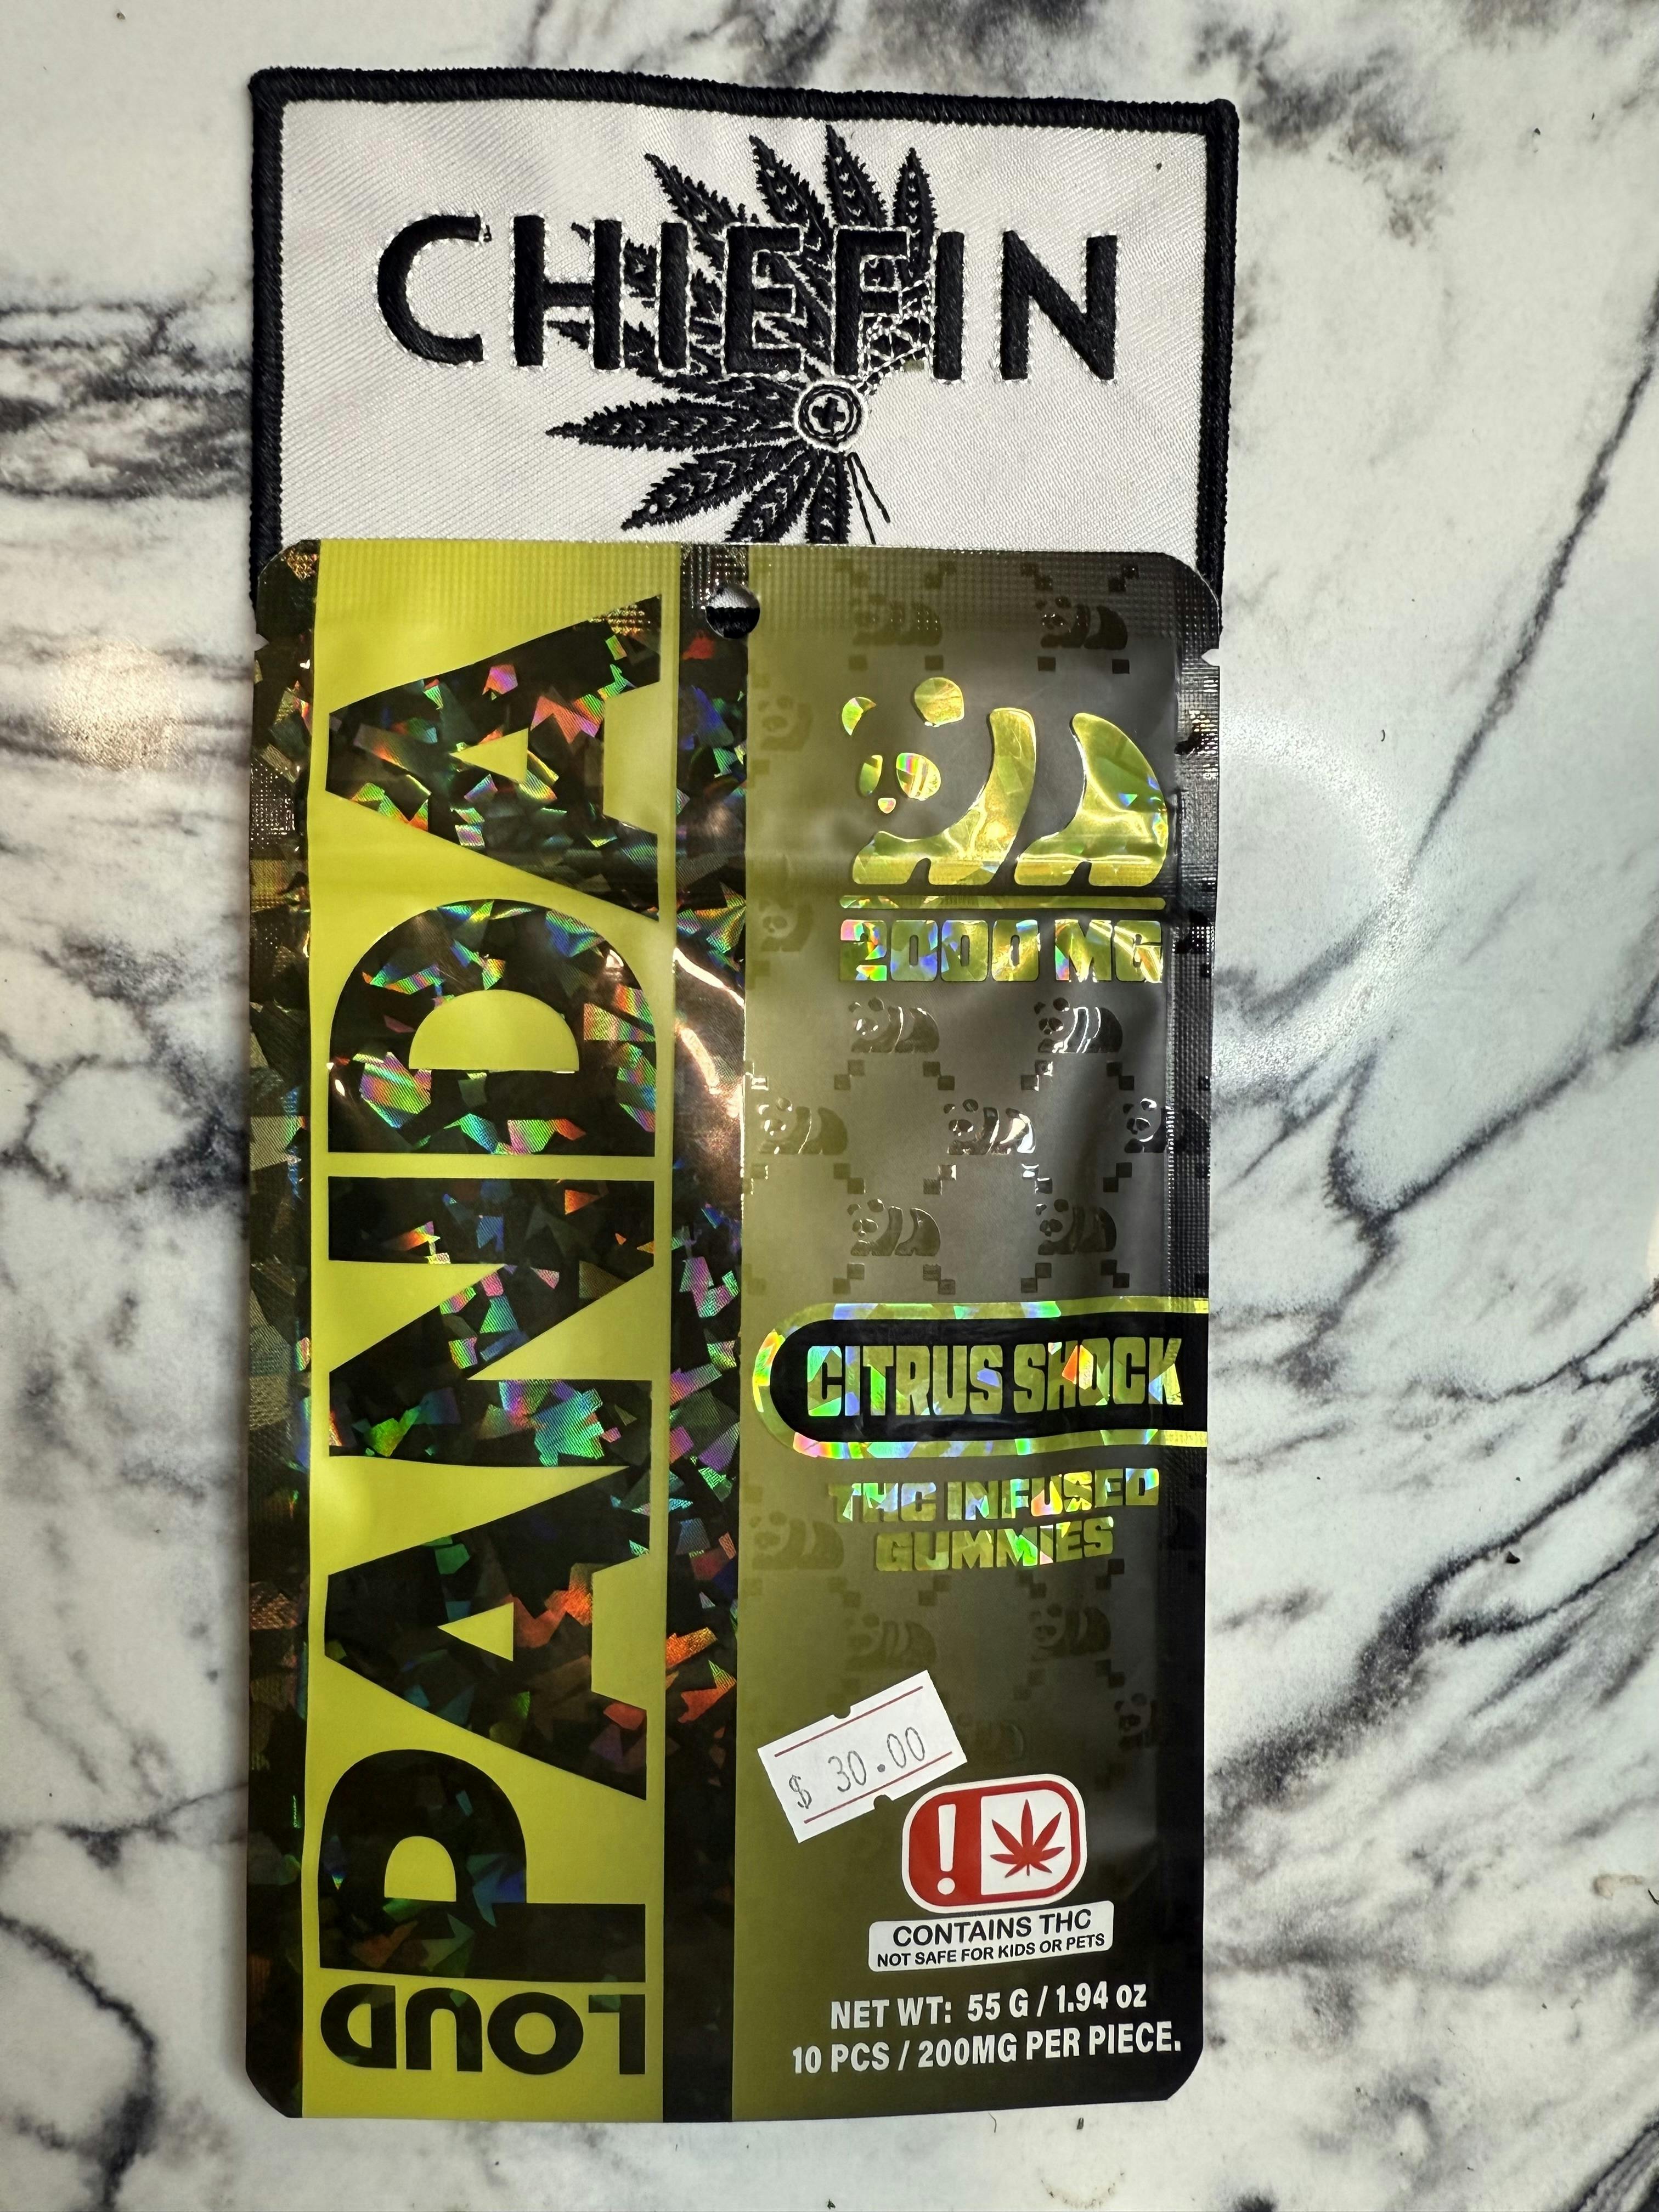 CHIEFIN
LOUD
PANDA
2000 MG
CITRUS SHOCK
THC INFUSED
GUMMIES
$ 30.00
!
CONTAINS THC
NOT SAFE FOR KIDS OR PETS
NET WT: 55 G / 1.94 oz
10 PCS / 200MG PER PIECE.